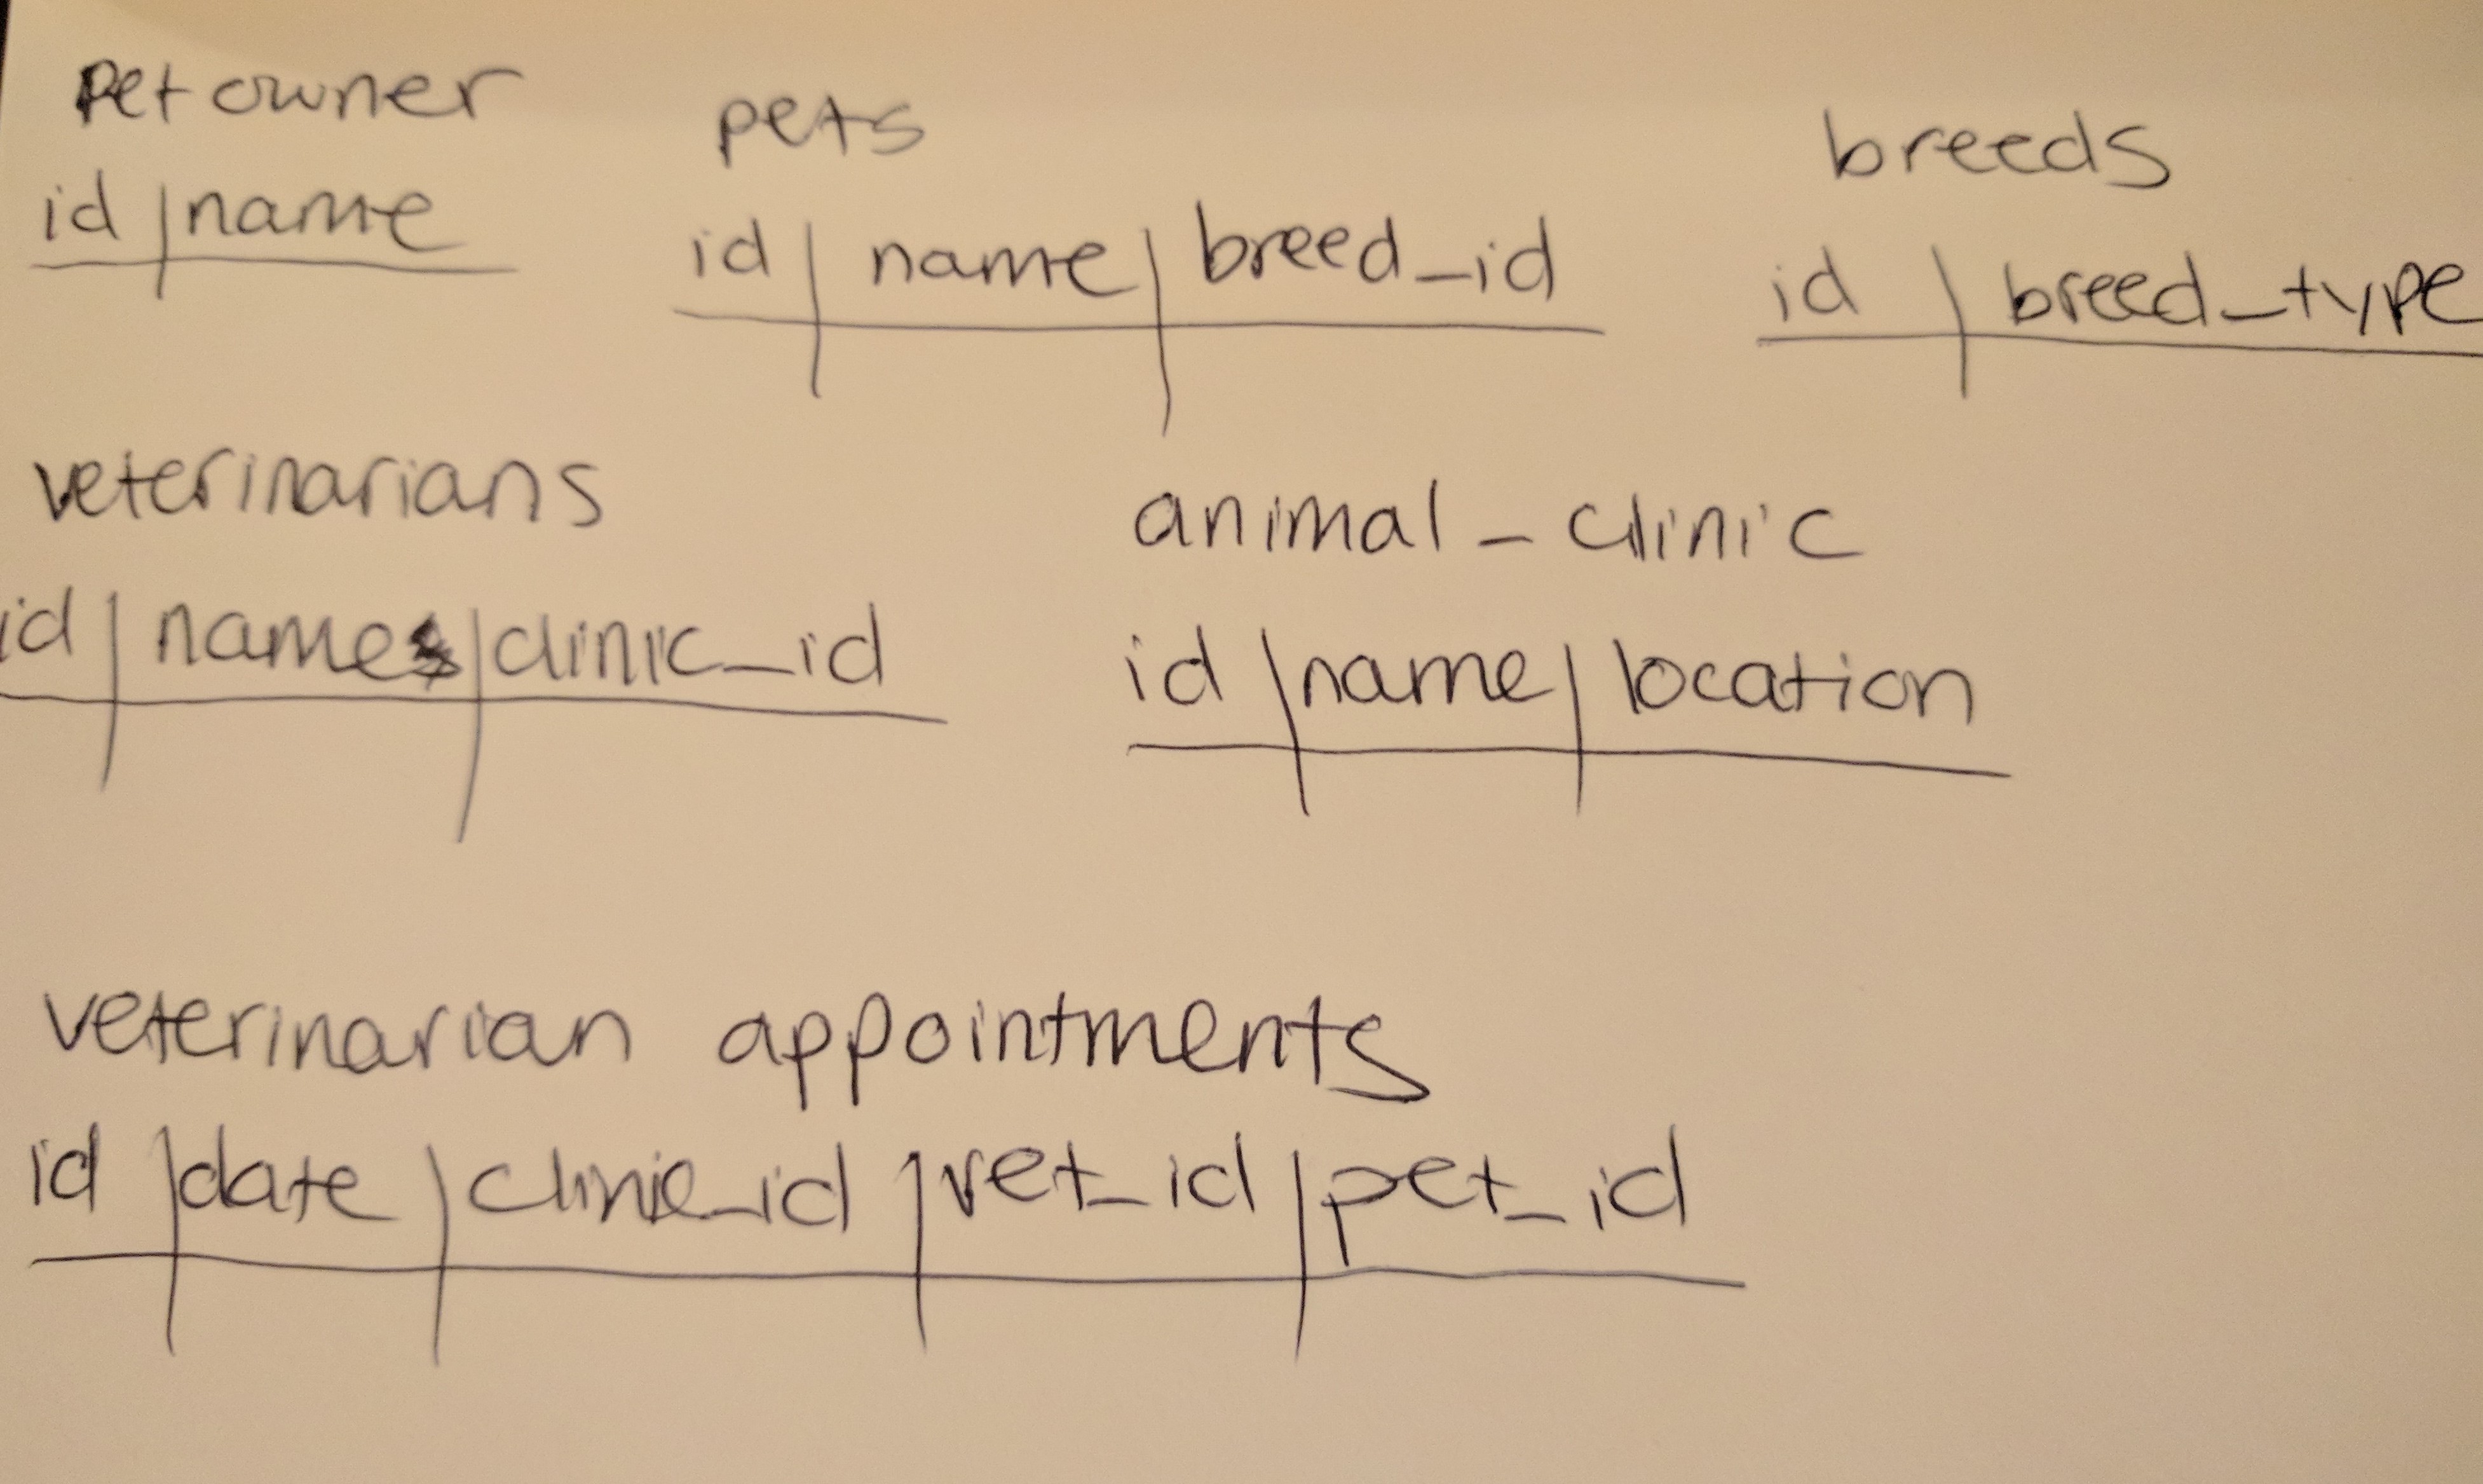 pet owner
id | name
pets
id | name | breed_id
breeds
id | breed_type
veterinarians
id | name | clinic_id
animal_clinic
id | name | location
veterinarian appointments
id | date | clinic_id | vet_id | pet_id